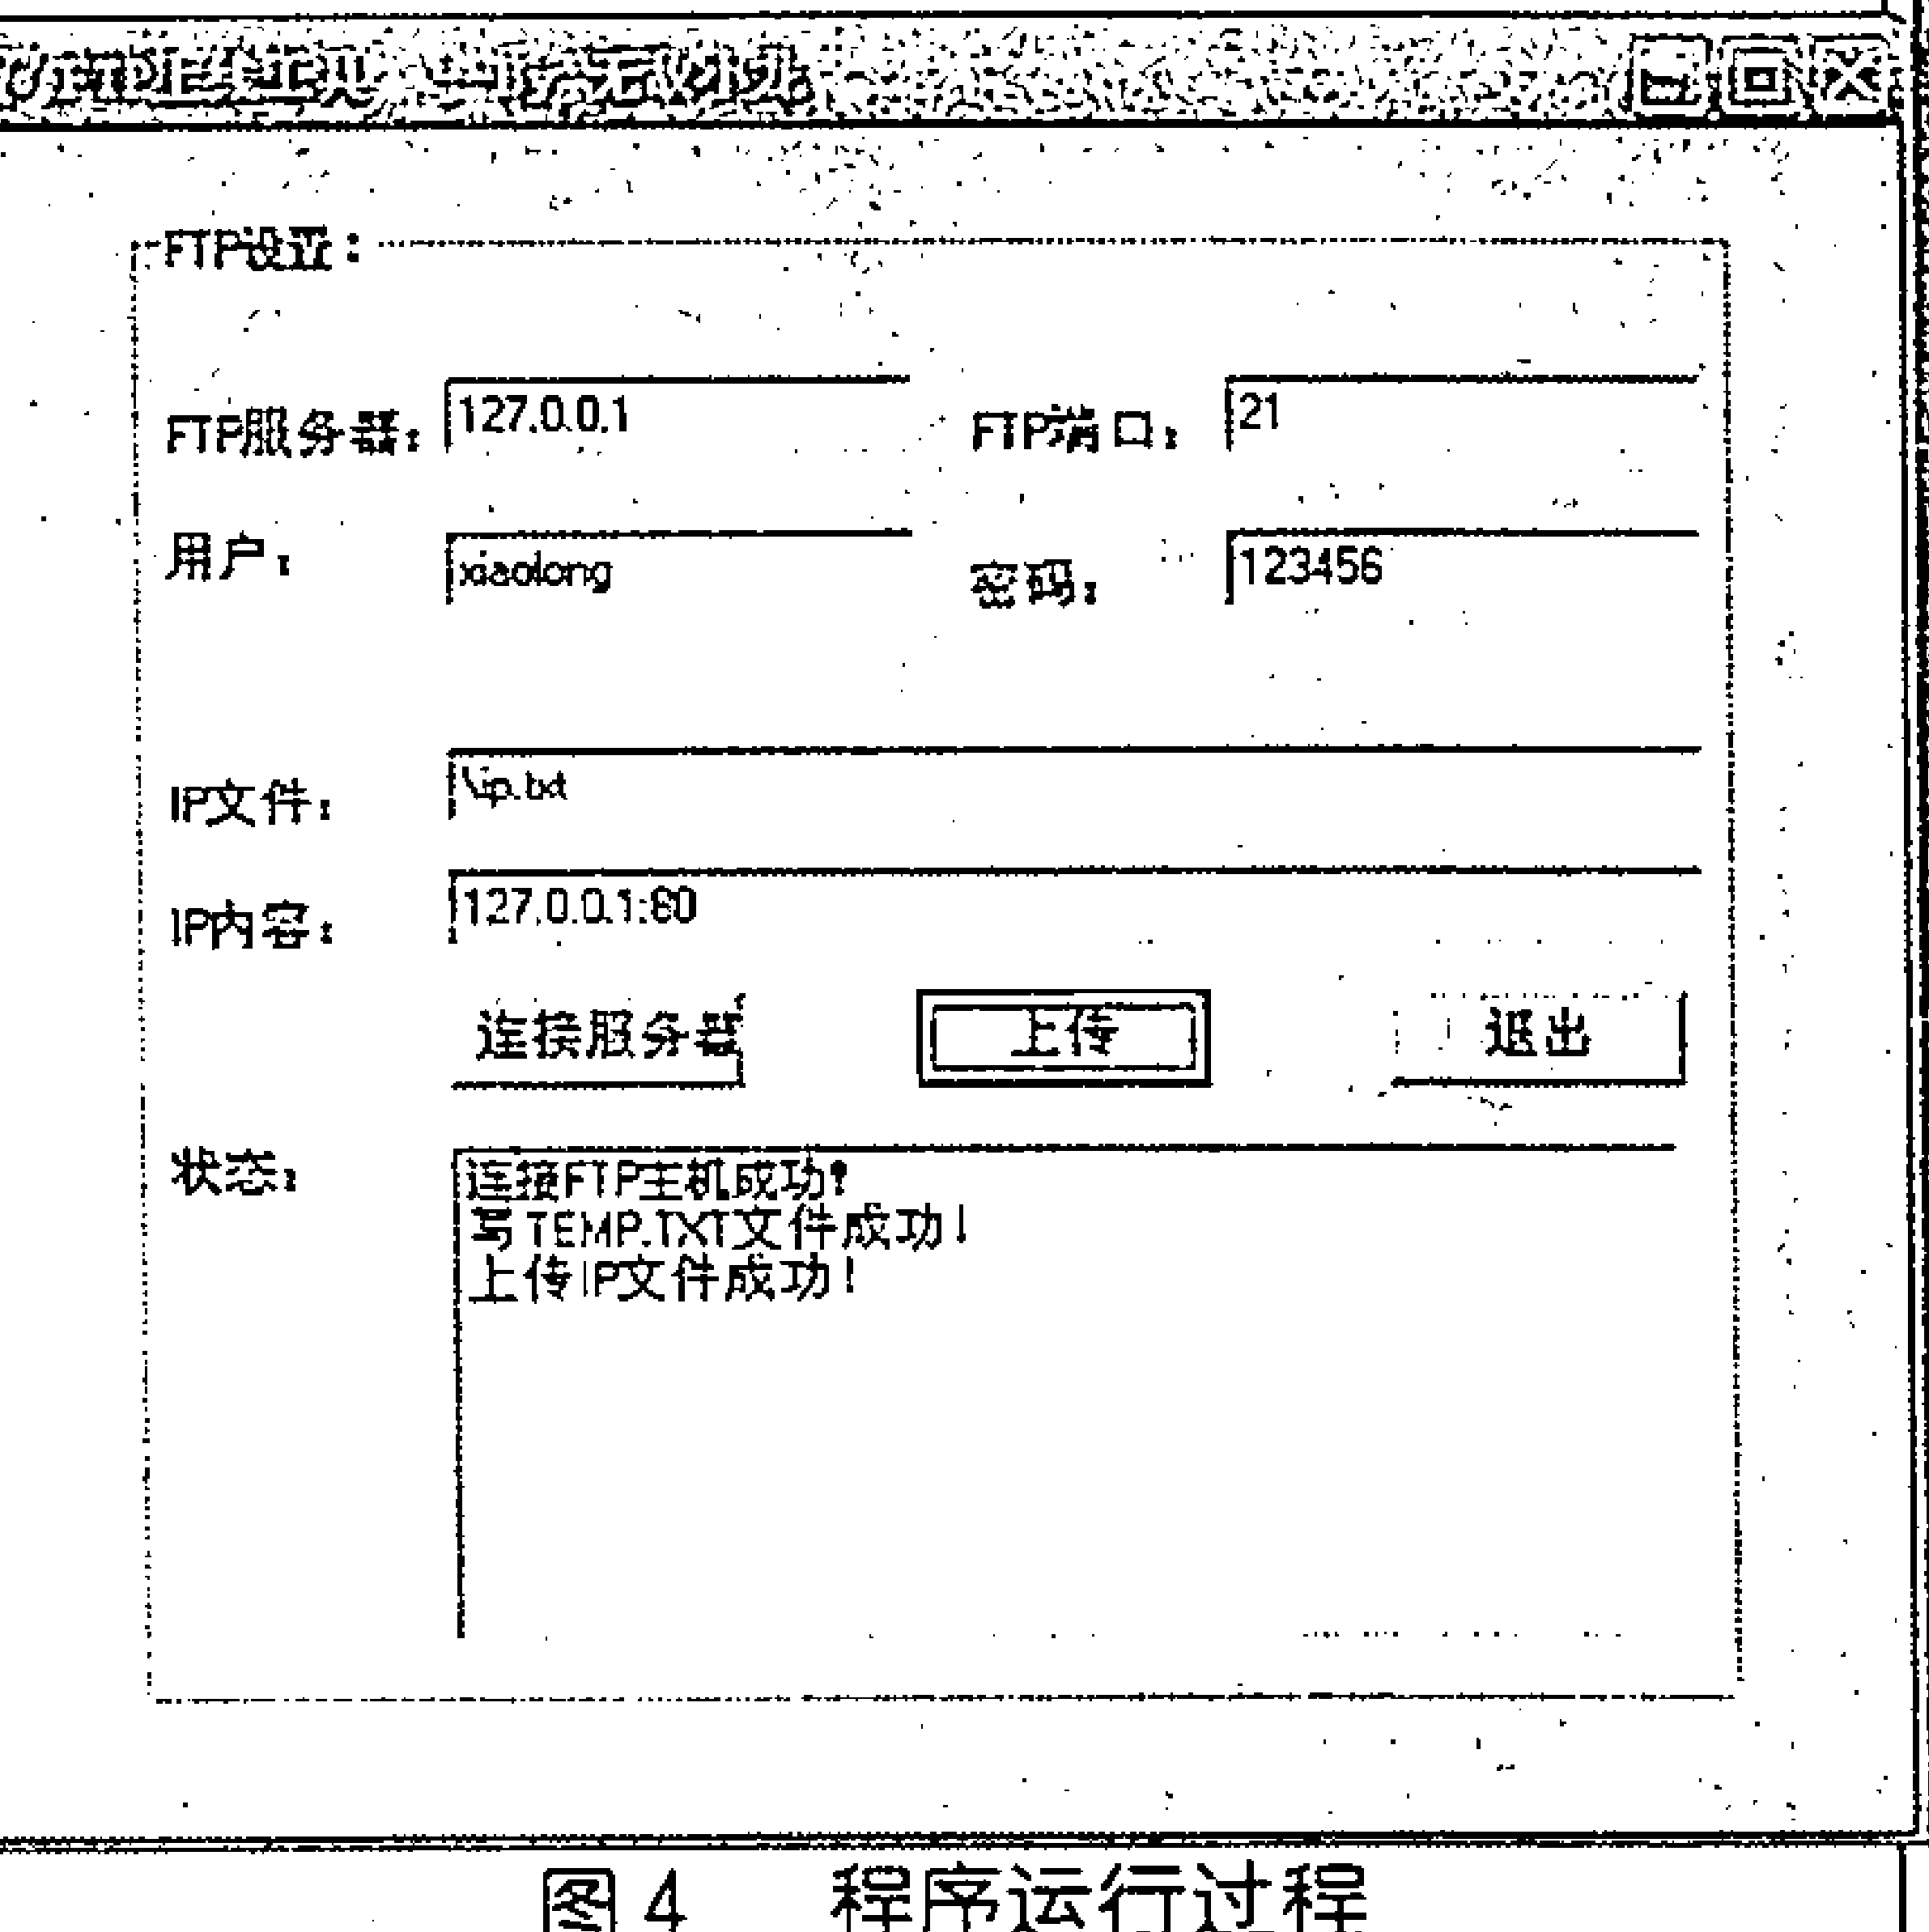 FTP设置：
FTP服务器： 127.0.0.1 FTP端口： 21
用户： xiaolong 密码： 123456
IP文件： \ip.txt
IP内容： 127.0.0.1:80
连接服务器 上传 退出
状态： 连接FTP主机成功！
写TEMP.TXT文件成功！
上传IP文件成功！
图4 程序运行过程